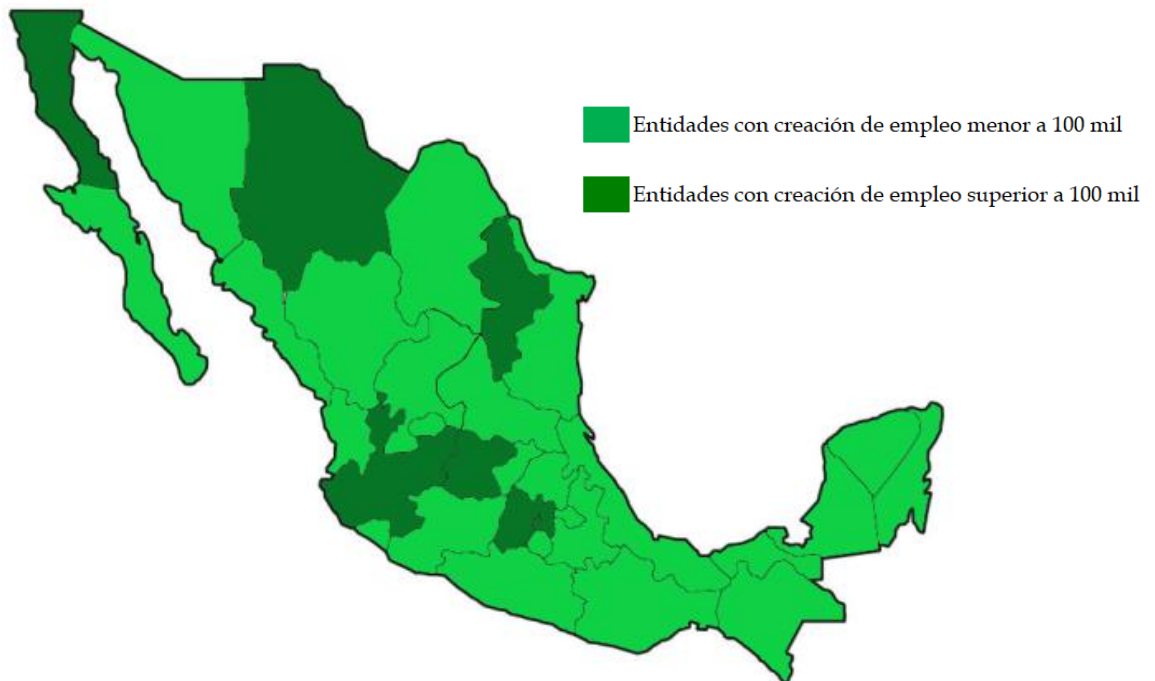 Entidades con creación de empleo menor a 100 mil
Entidades con creación de empleo superior a 100 mil